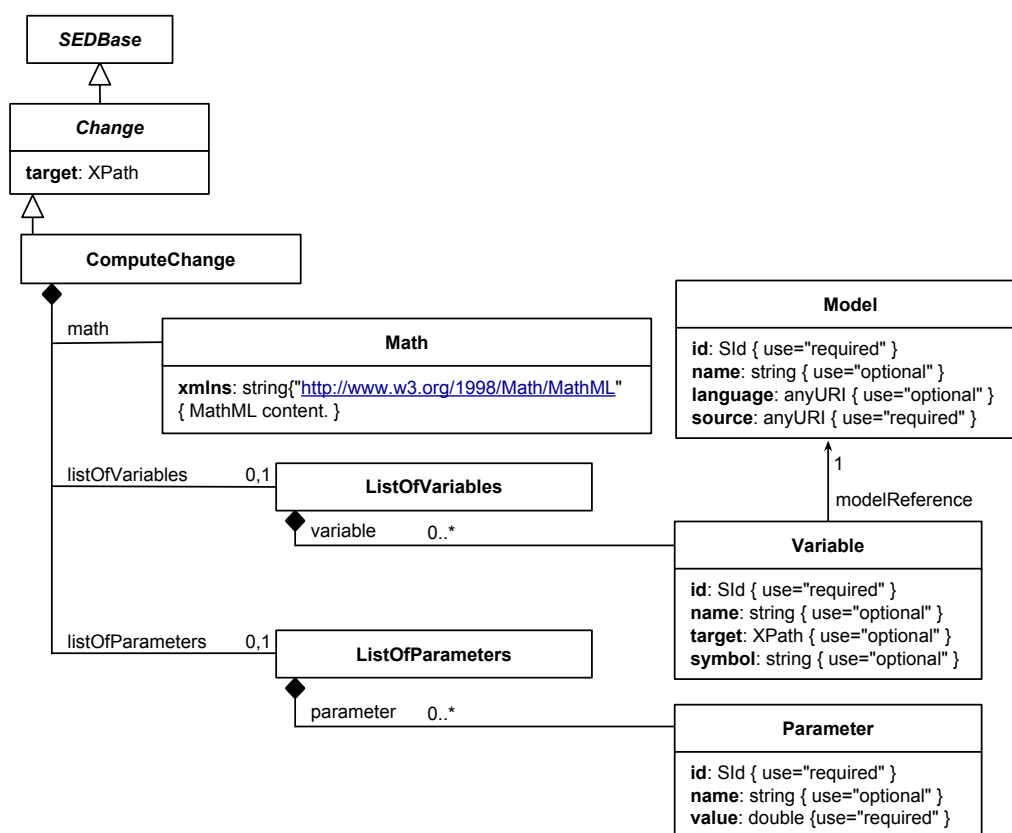 SEDBase
Change
target: XPath
ComputeChange
math
Math
xmlns: string{"http://www.w3.org/1998/Math/MathML"
{ MathML content. }
Model
id: SId { use="required" }
name: string { use="optional" }
language: anyURI { use="optional" }
source: anyURI { use="required" }
1
modelReference
listOfVariables 0,1
ListOfVariables
variable 0..*
Variable
id: SId { use="required" }
name: string { use="optional" }
target: XPath { use="optional" }
symbol: string { use="optional" }
listOfParameters 0,1
ListOfParameters
parameter 0..*
Parameter
id: SId { use="required" }
name: string { use="optional" }
value: double {use="required" }